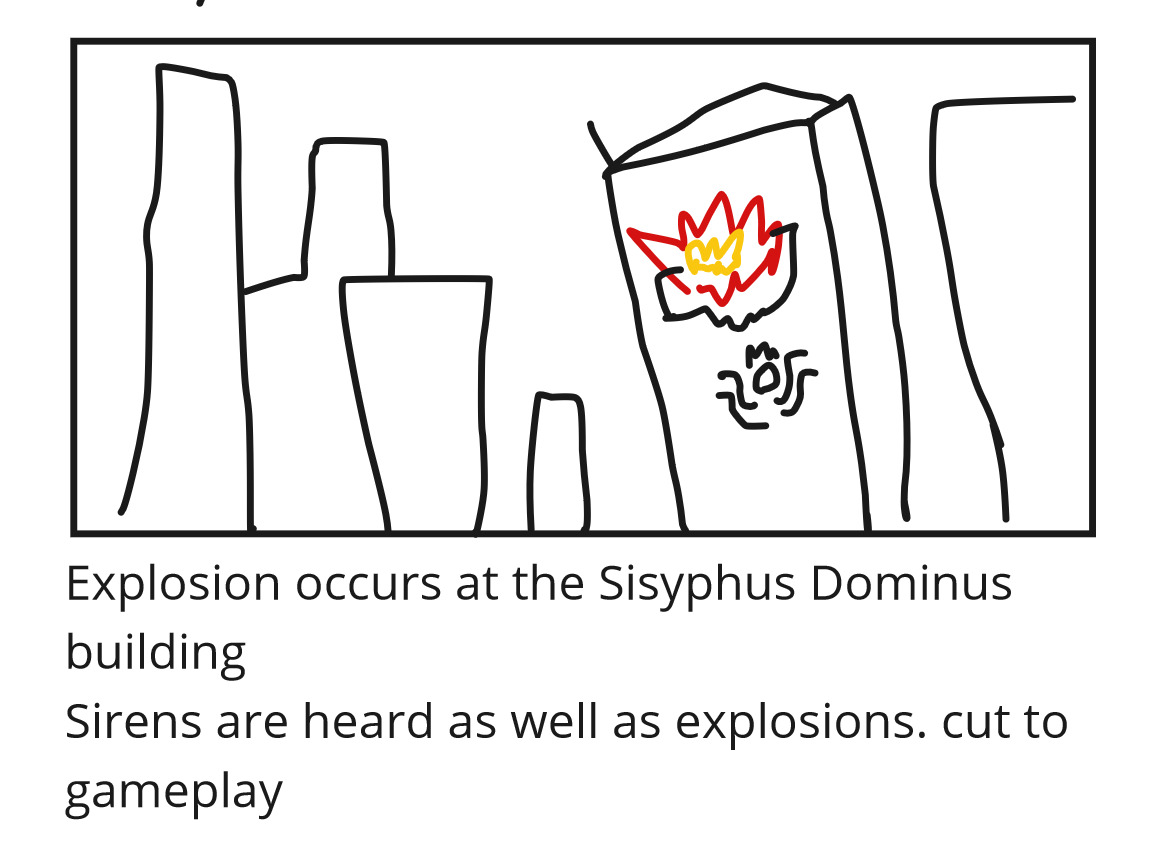 Explosion occurs at the Sisyphus Dominus
building
Sirens are heard as well as explosions. cut to
gameplay